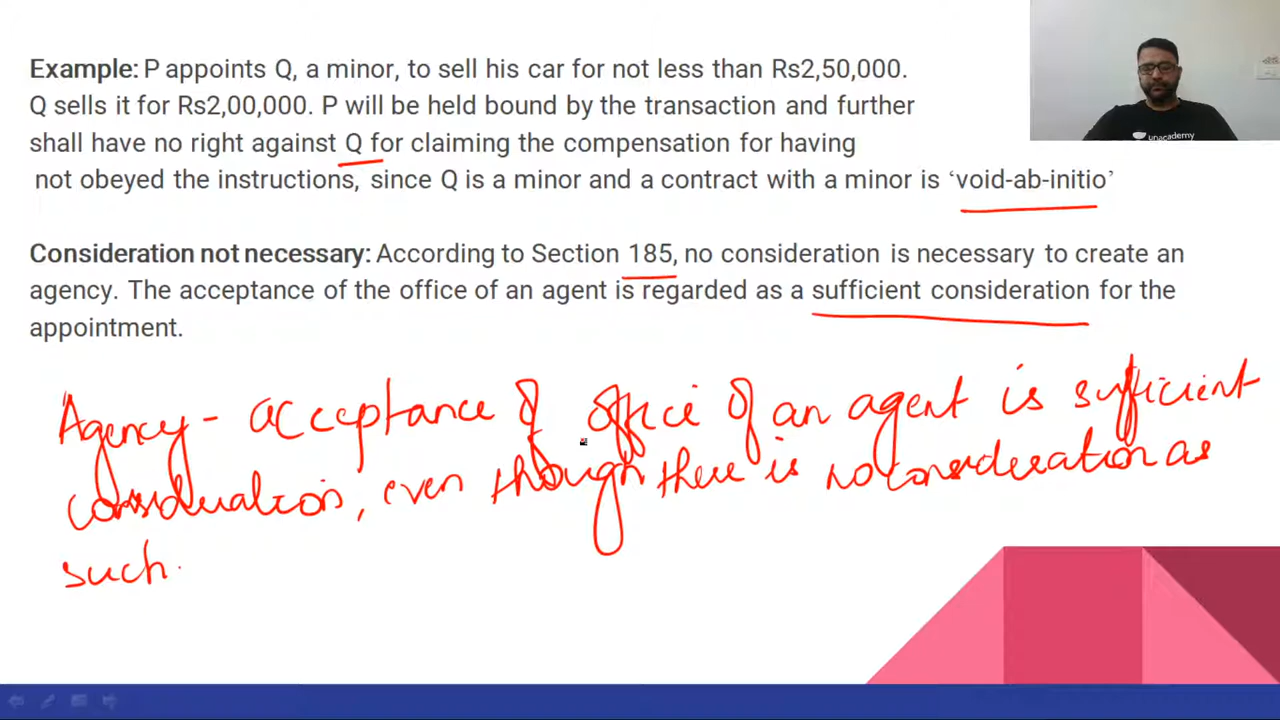 Example: P appoints Q, a minor, to sell his car for not less than Rs2,50,000.
Q sells it for Rs2,00,000. P will be held bound by the transaction and further
shall have no right against Q for claiming the compensation for having
not obeyed the instructions, since Q is a minor and a contract with a minor is ‘void-ab-initio’
unacademy
Consideration not necessary: According to Section 185, no consideration is necessary to create an
agency. The acceptance of the office of an agent is regarded as a sufficient consideration for the
appointment.
Agency - acceptance of office of an agent is sufficient
consideration, even though there is no consideration as
such.